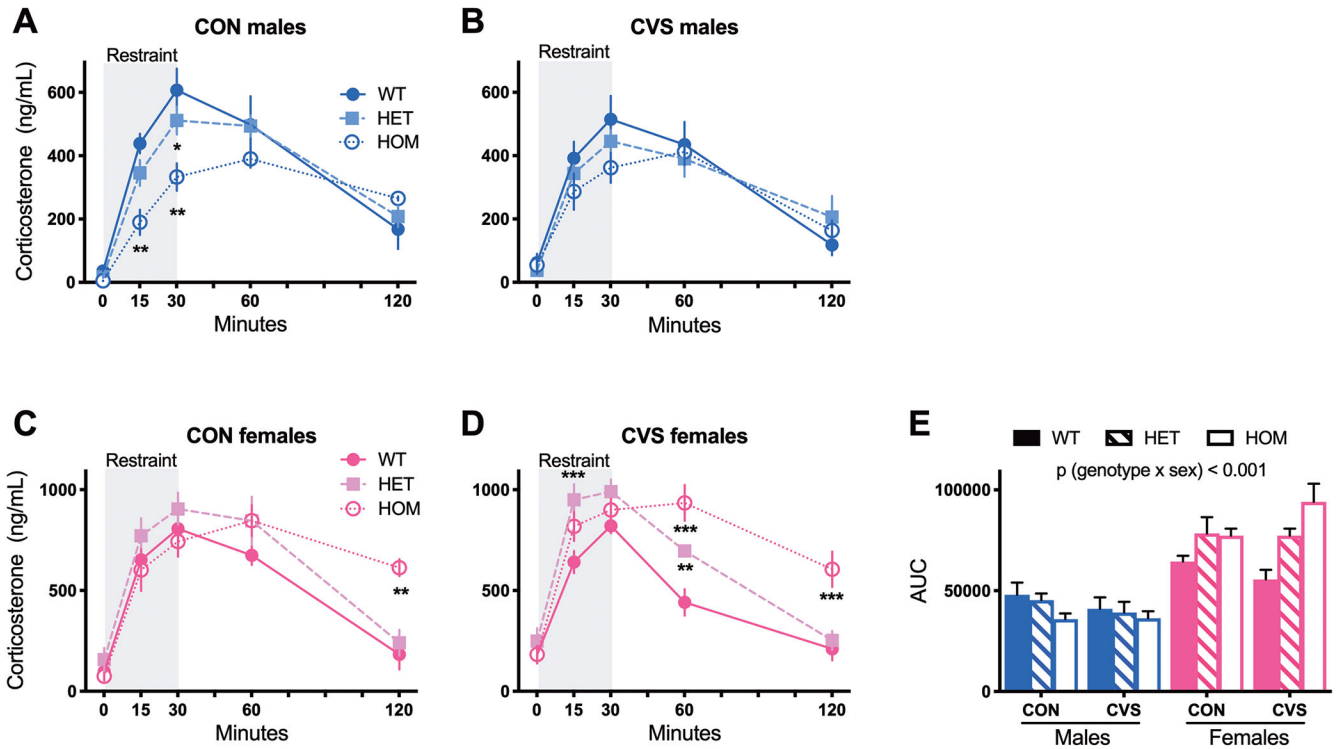 A
CON males
Restraint
Corticosterone (ng/mL)
600
400
200
0
WT
HET
HOM
*
**
**
0 15 30 60 120
Minutes
B
CVS males
Restraint
600
400
200
0
0 15 30 60 120
Minutes
C
CON females
Restraint
Corticosterone (ng/mL)
1000
500
0
WT
HET
HOM
**
0 15 30 60 120
Minutes
D
CVS females
Restraint
1000
500
0
***
***
**
***
0 15 30 60 120
Minutes
E
WT HET HOM
p (genotype x sex) < 0.001
AUC
100000
50000
0
CON CVS CON CVS
Males Females